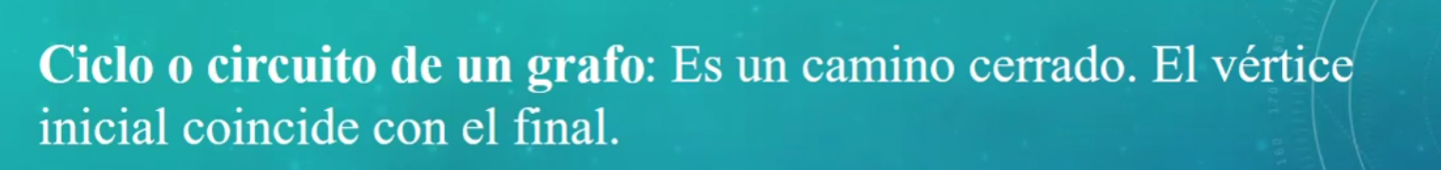 Ciclo o circuito de un grafo: Es un camino cerrado. El vértice
inicial coincide con el final.